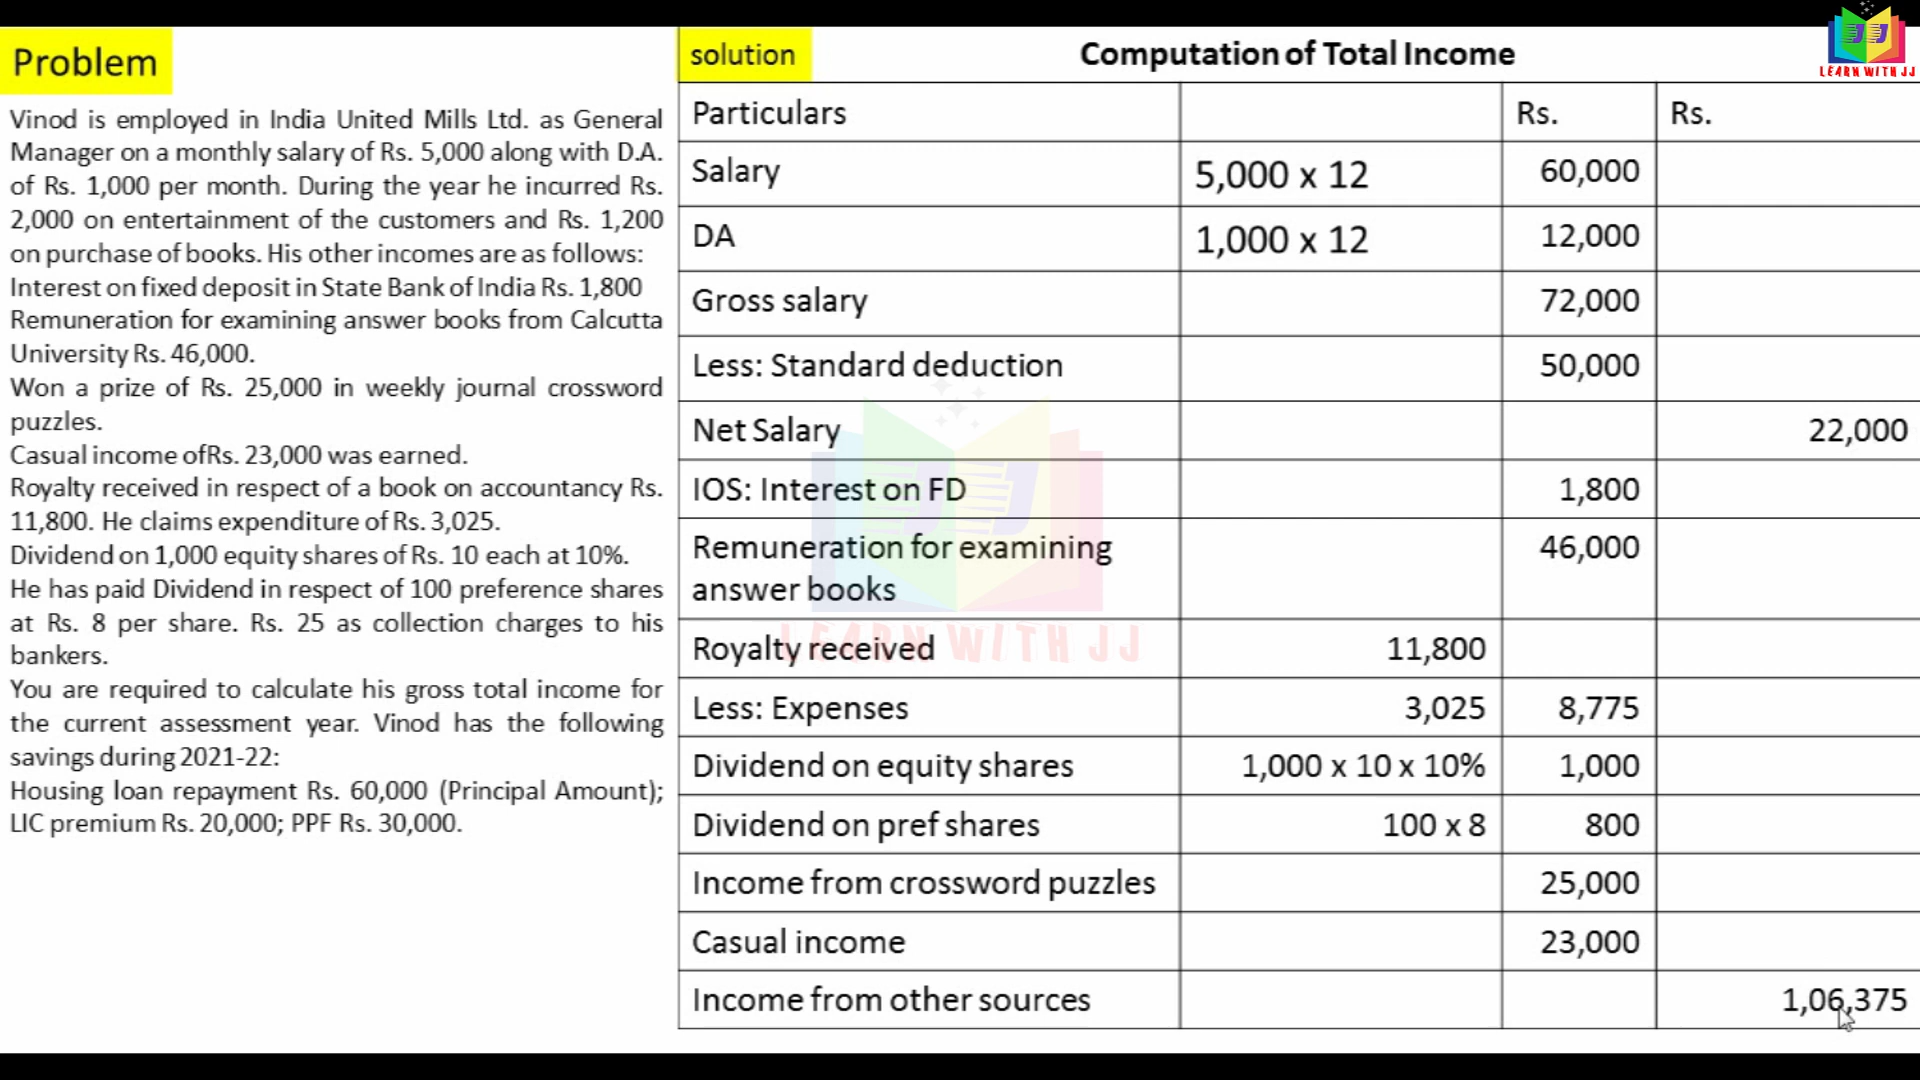 Problem
Vinod is employed in India United Mills Ltd. as General
Manager on a monthly salary of Rs. 5,000 along with D.A.
of Rs. 1,000 per month. During the year he incurred Rs.
2,000 on entertainment of the customers and Rs. 1,200
on purchase of books. His other incomes are as follows:
Interest on fixed deposit in State Bank of India Rs. 1,800
Remuneration for examining answer books from Calcutta
University Rs. 46,000.
Won a prize of Rs. 25,000 in weekly journal crossword
puzzles.
Casual income ofRs. 23,000 was earned.
Royalty received in respect of a book on accountancy Rs.
11,800. He claims expenditure of Rs. 3,025.
Dividend on 1,000 equity shares of Rs. 10 each at 10%.
He has paid Dividend in respect of 100 preference shares
at Rs. 8 per share. Rs. 25 as collection charges to his
bankers.
You are required to calculate his gross total income for
the current assessment year. Vinod has the following
savings during 2021-22:
Housing loan repayment Rs. 60,000 (Principal Amount);
LIC premium Rs. 20,000; PPF Rs. 30,000.
solution Computation of Total Income
Particulars Rs. Rs.
Salary 5,000 x 12 60,000
DA 1,000 x 12 12,000
Gross salary 72,000
Less: Standard deduction 50,000
Net Salary 22,000
IOS: Interest on FD 1,800
Remuneration for examining 46,000
answer books
Royalty received 11,800
Less: Expenses 3,025 8,775
Dividend on equity shares 1,000 x 10 x 10% 1,000
Dividend on pref shares 100 x 8 800
Income from crossword puzzles 25,000
Casual income 23,000
Income from other sources 1,06,375
JJ
LEARN WITH JJ
JJ
LEARN WITH JJ